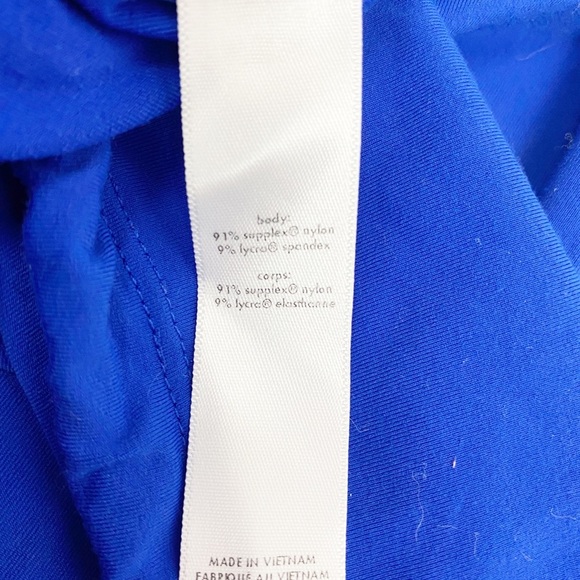 body:
91% supplex® nylon
9% lycra® spandex
corps:
91% supplex® nylon
9% lycra® elasthanne
MADE IN VIETNAM
FABRIQUÉ AU VIETNAM